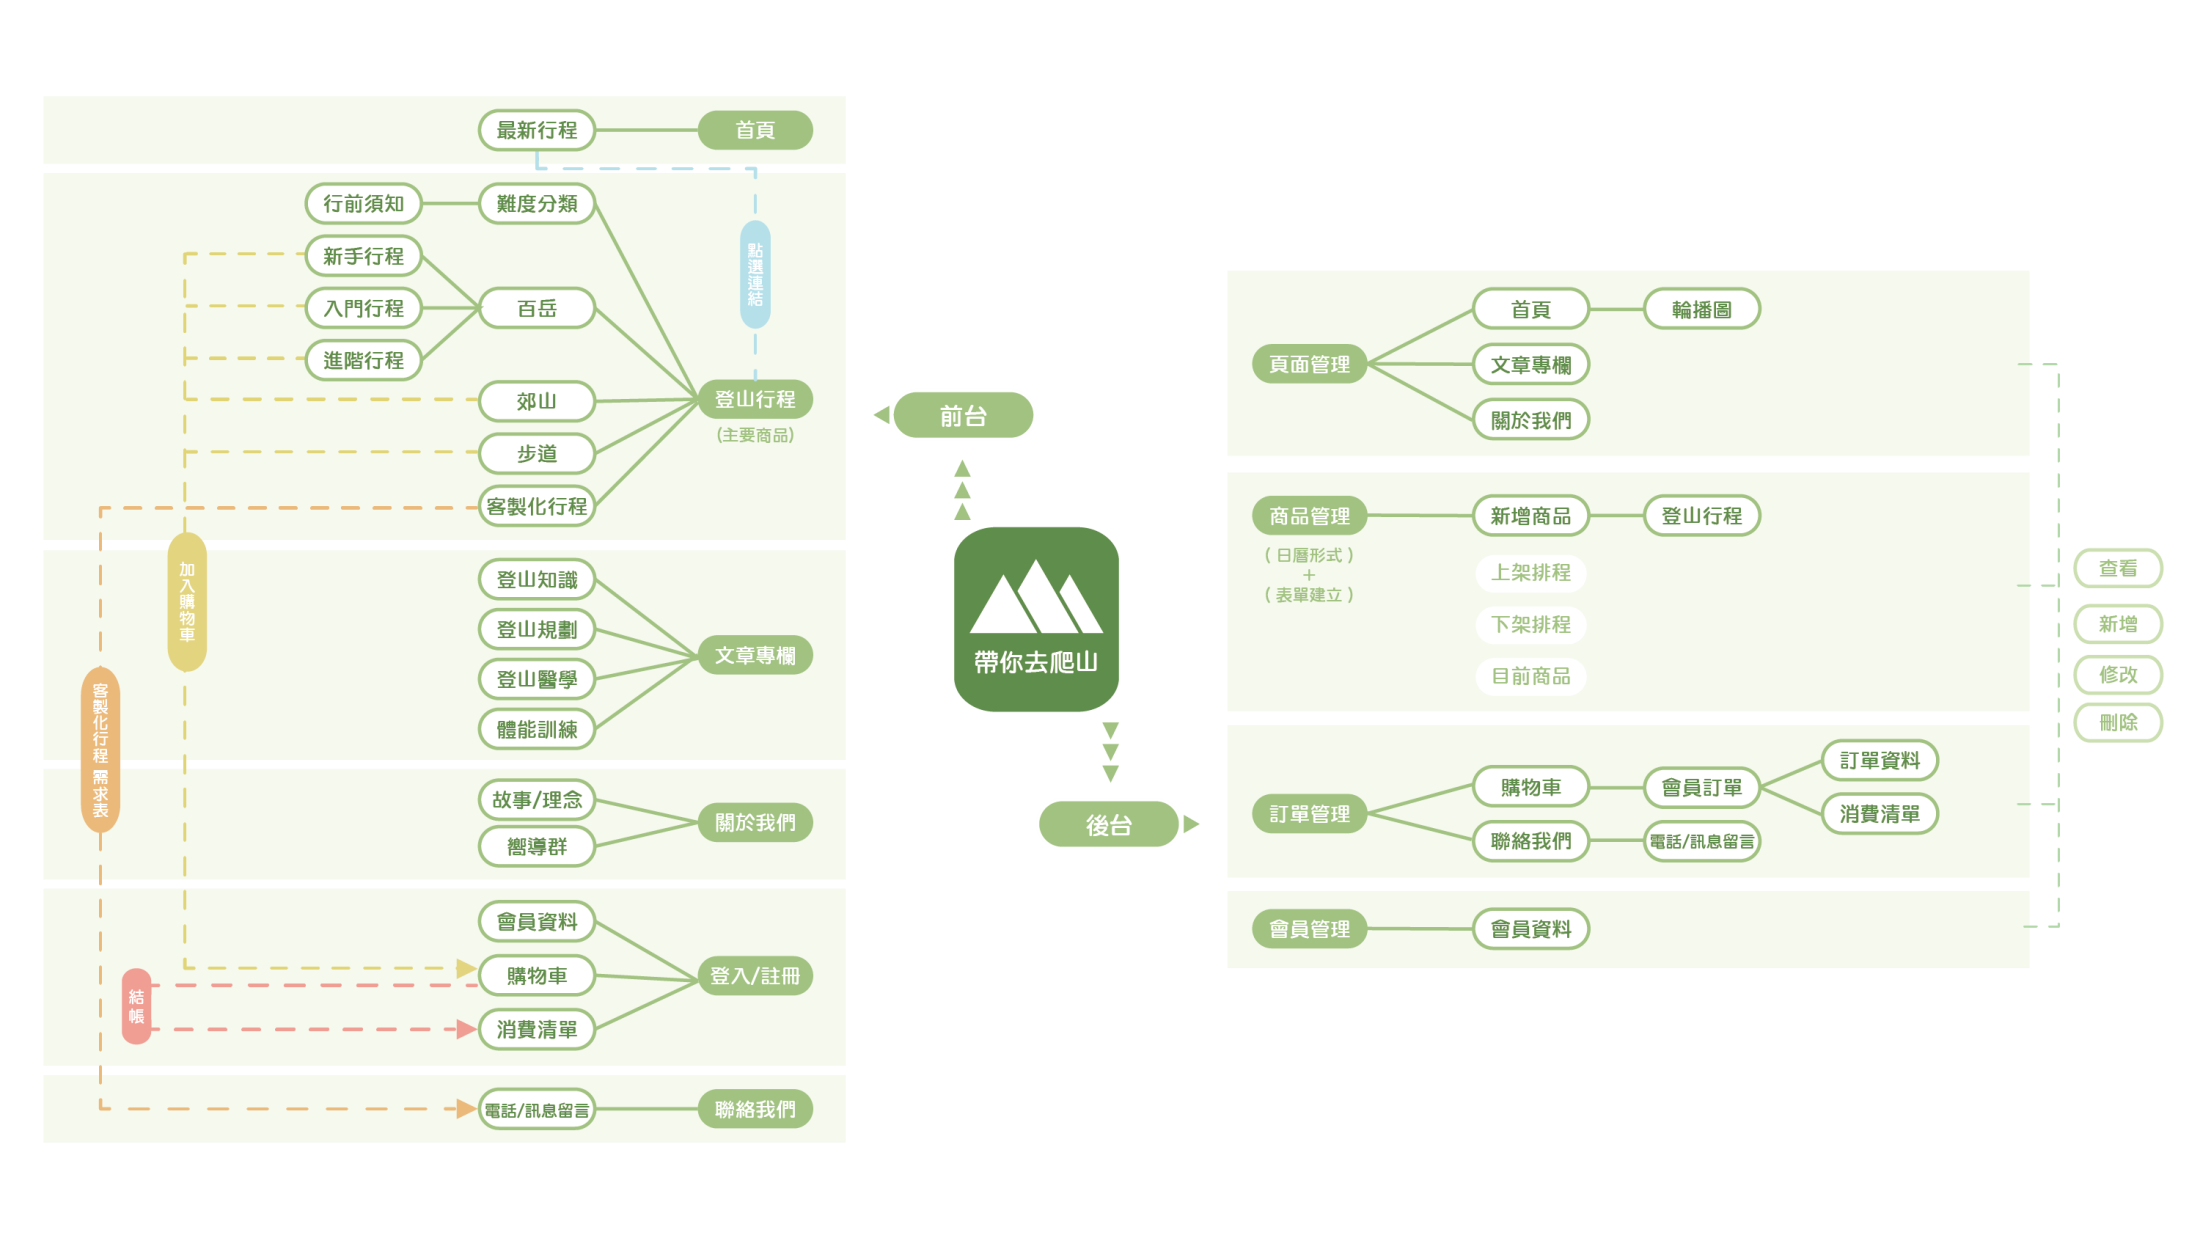 最新行程
首頁
行前須知
難度分類
新手行程
入門行程
進階行程
百岳
郊山
步道
客製化行程
登山行程
(主要商品)
點選連結
加入購物車
客製化行程 需求表
登山知識
登山規劃
登山醫學
體能訓練
文章專欄
故事/理念
嚮導群
關於我們
會員資料
購物車
消費清單
登入/註冊
結帳
電話/訊息留言
聯絡我們
前台
帶你去爬山
後台
頁面管理
首頁
輪播圖
文章專欄
關於我們
商品管理
( 日曆形式 )
+
( 表單建立 )
新增商品
登山行程
上架排程
下架排程
目前商品
訂單管理
購物車
會員訂單
訂單資料
消費清單
聯絡我們
電話/訊息留言
會員管理
會員資料
查看
新增
修改
刪除